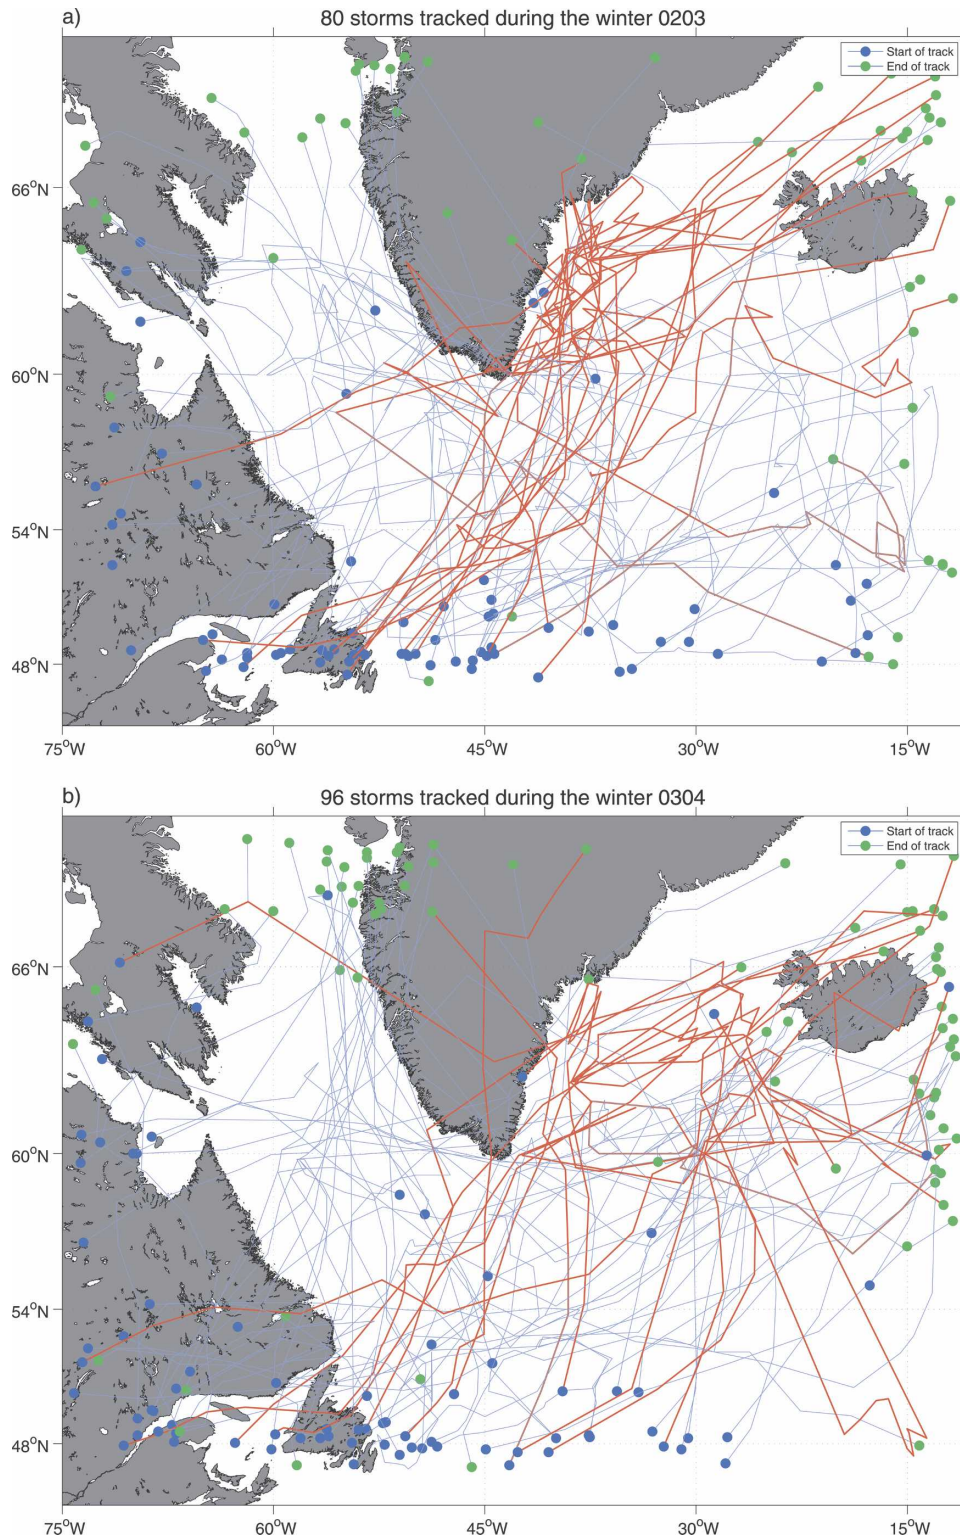 a)
80 storms tracked during the winter 0203
Start of track
End of track
66°N
60°N
54°N
48°N
75°W 60°W 45°W 30°W 15°W
b)
96 storms tracked during the winter 0304
Start of track
End of track
66°N
60°N
54°N
48°N
75°W 60°W 45°W 30°W 15°W